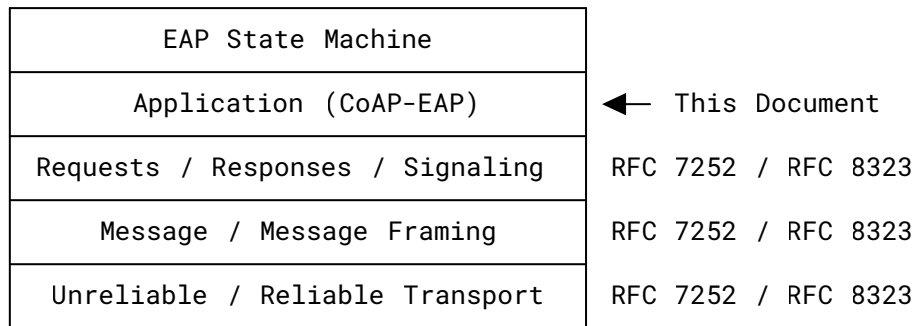 EAP State Machine
Application (CoAP-EAP) This Document
Requests / Responses / Signaling RFC 7252 / RFC 8323
Message / Message Framing RFC 7252 / RFC 8323
Unreliable / Reliable Transport RFC 7252 / RFC 8323